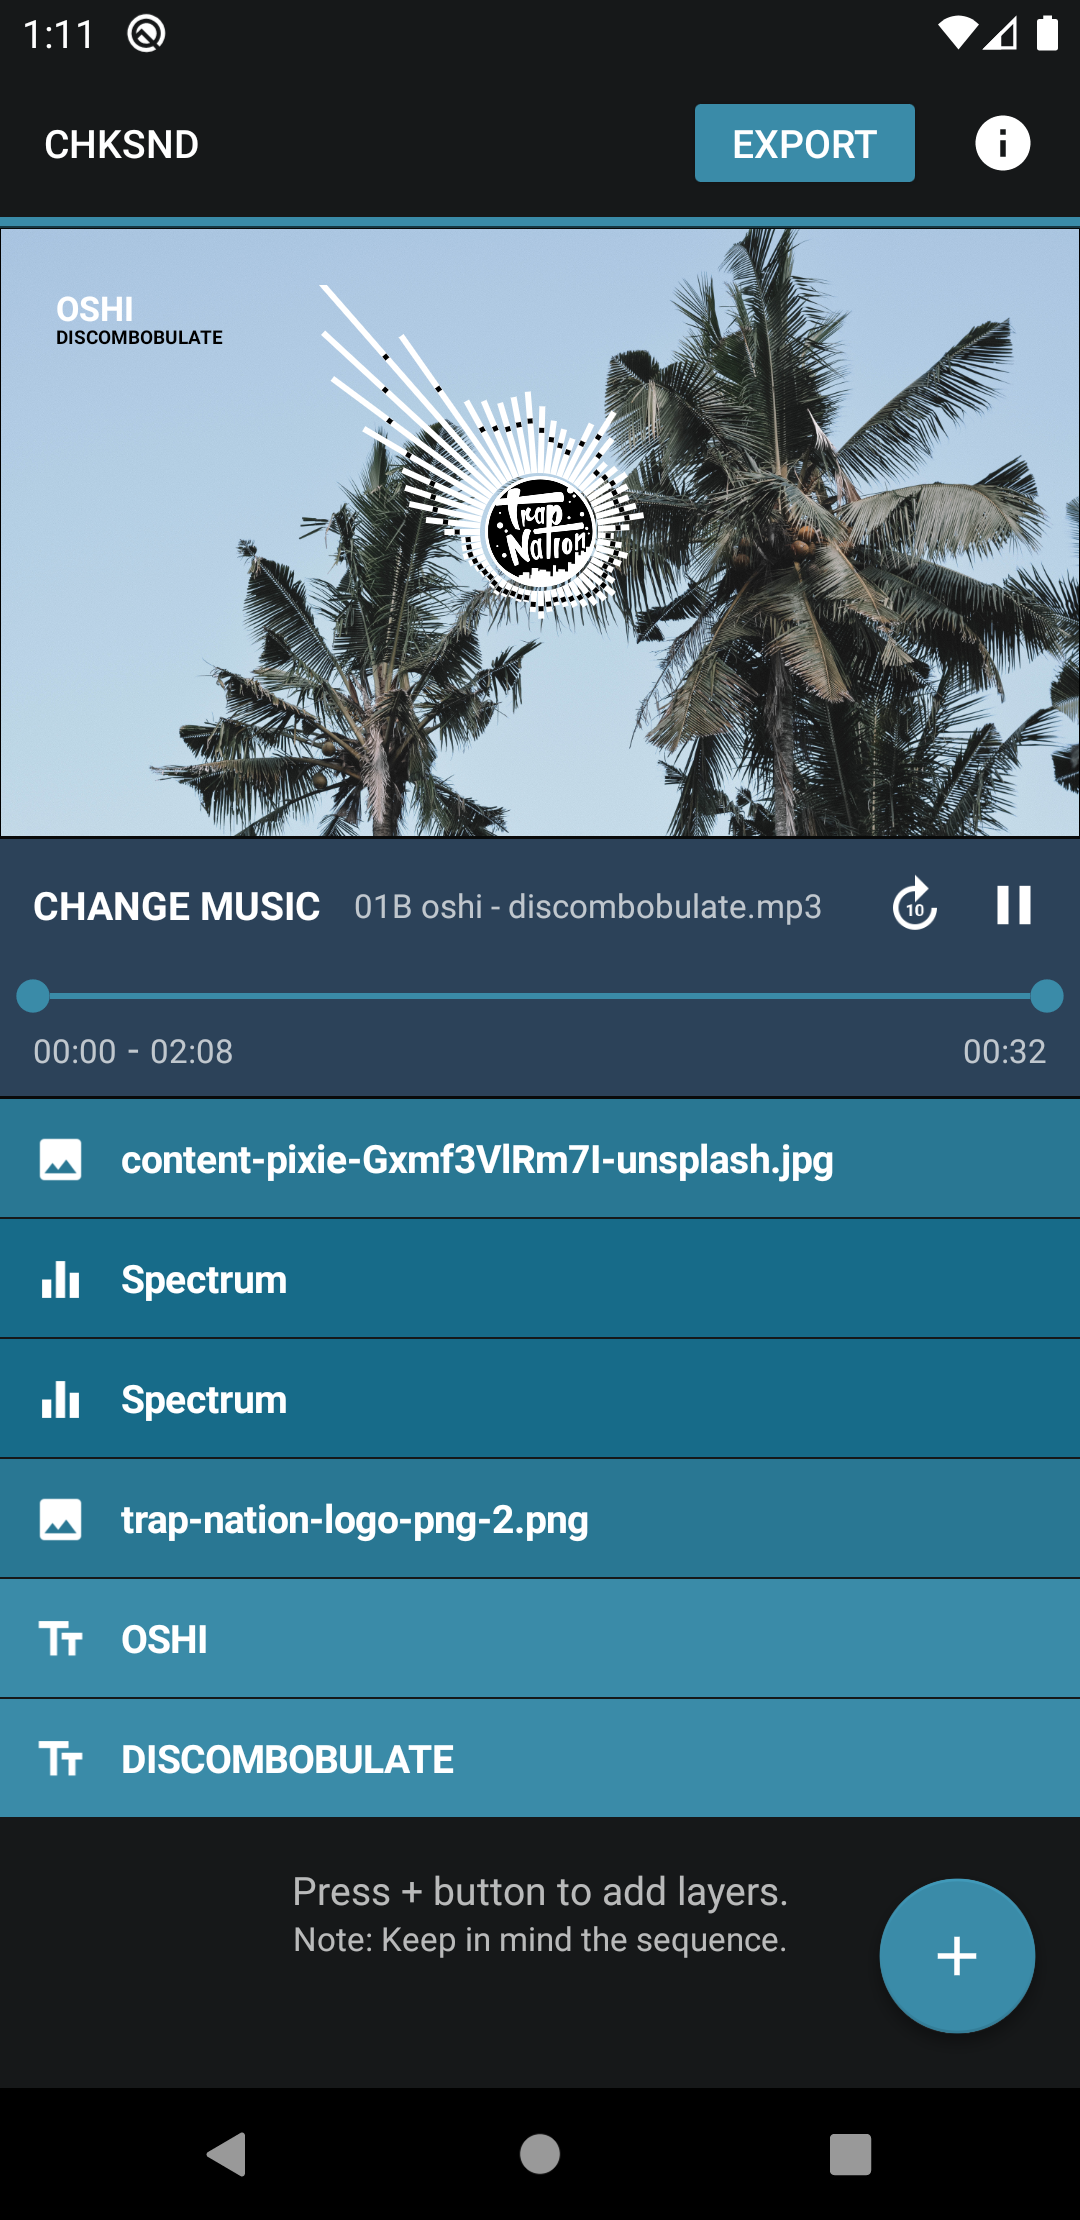 1:11
CHKSND
EXPORT
OSHI
DISCOMBOBULATE
Trap
Nation
CHANGE MUSIC 01B oshi - discombobulate.mp3
10
00:00 - 02:08
00:32
content-pixie-Gxmf3VlRm7I-unsplash.jpg
Spectrum
Spectrum
trap-nation-logo-png-2.png
OSHI
DISCOMBOBULATE
Press + button to add layers.
Note: Keep in mind the sequence.